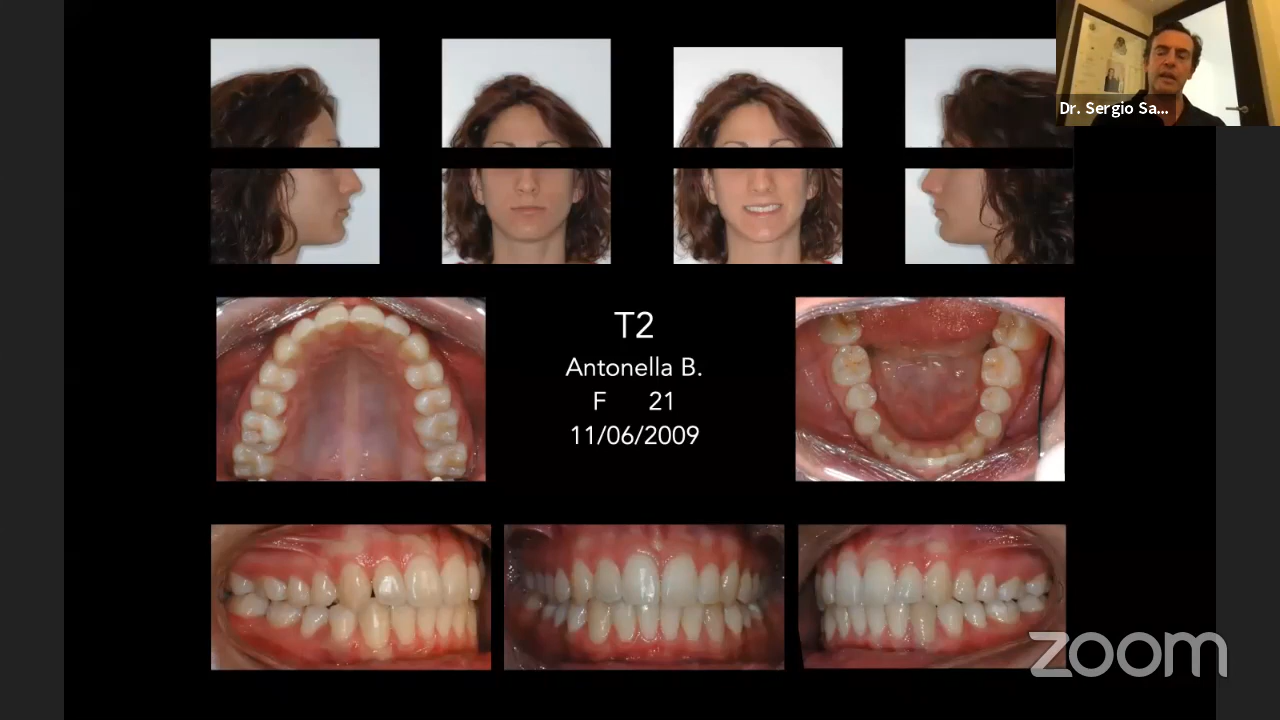 Dr. Sergio Sa...
T2
Antonella B.
F 21
11/06/2009
zoom